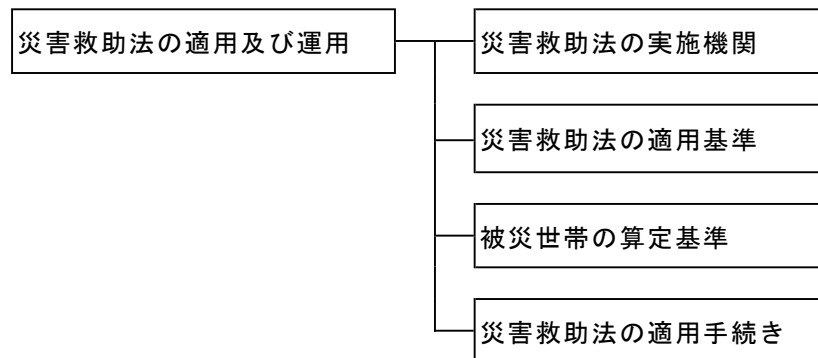 災害救助法の適用及び運用
災害救助法の実施機関
災害救助法の適用基準
被災世帯の算定基準
災害救助法の適用手続き